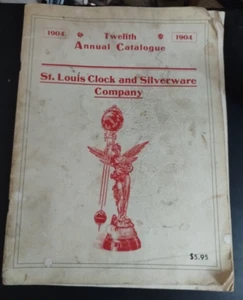 1904 Twelfth 1904
Annual Catalogue
St. Louis Clock and Silverware
Company
$5.95